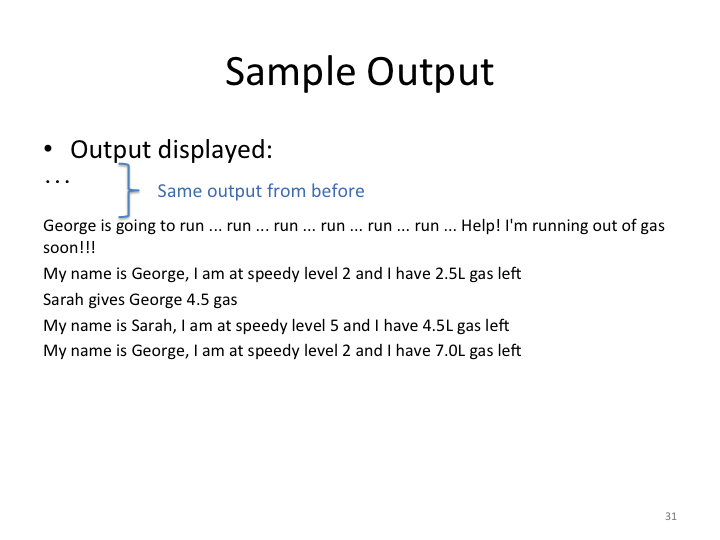 Sample Output
• Output displayed:
...
Same output from before
George is going to run ... run ... run ... run ... run ... run ... Help! I'm running out of gas
soon!!!
My name is George, I am at speedy level 2 and I have 2.5L gas left
Sarah gives George 4.5 gas
My name is Sarah, I am at speedy level 5 and I have 4.5L gas left
My name is George, I am at speedy level 2 and I have 7.0L gas left
31